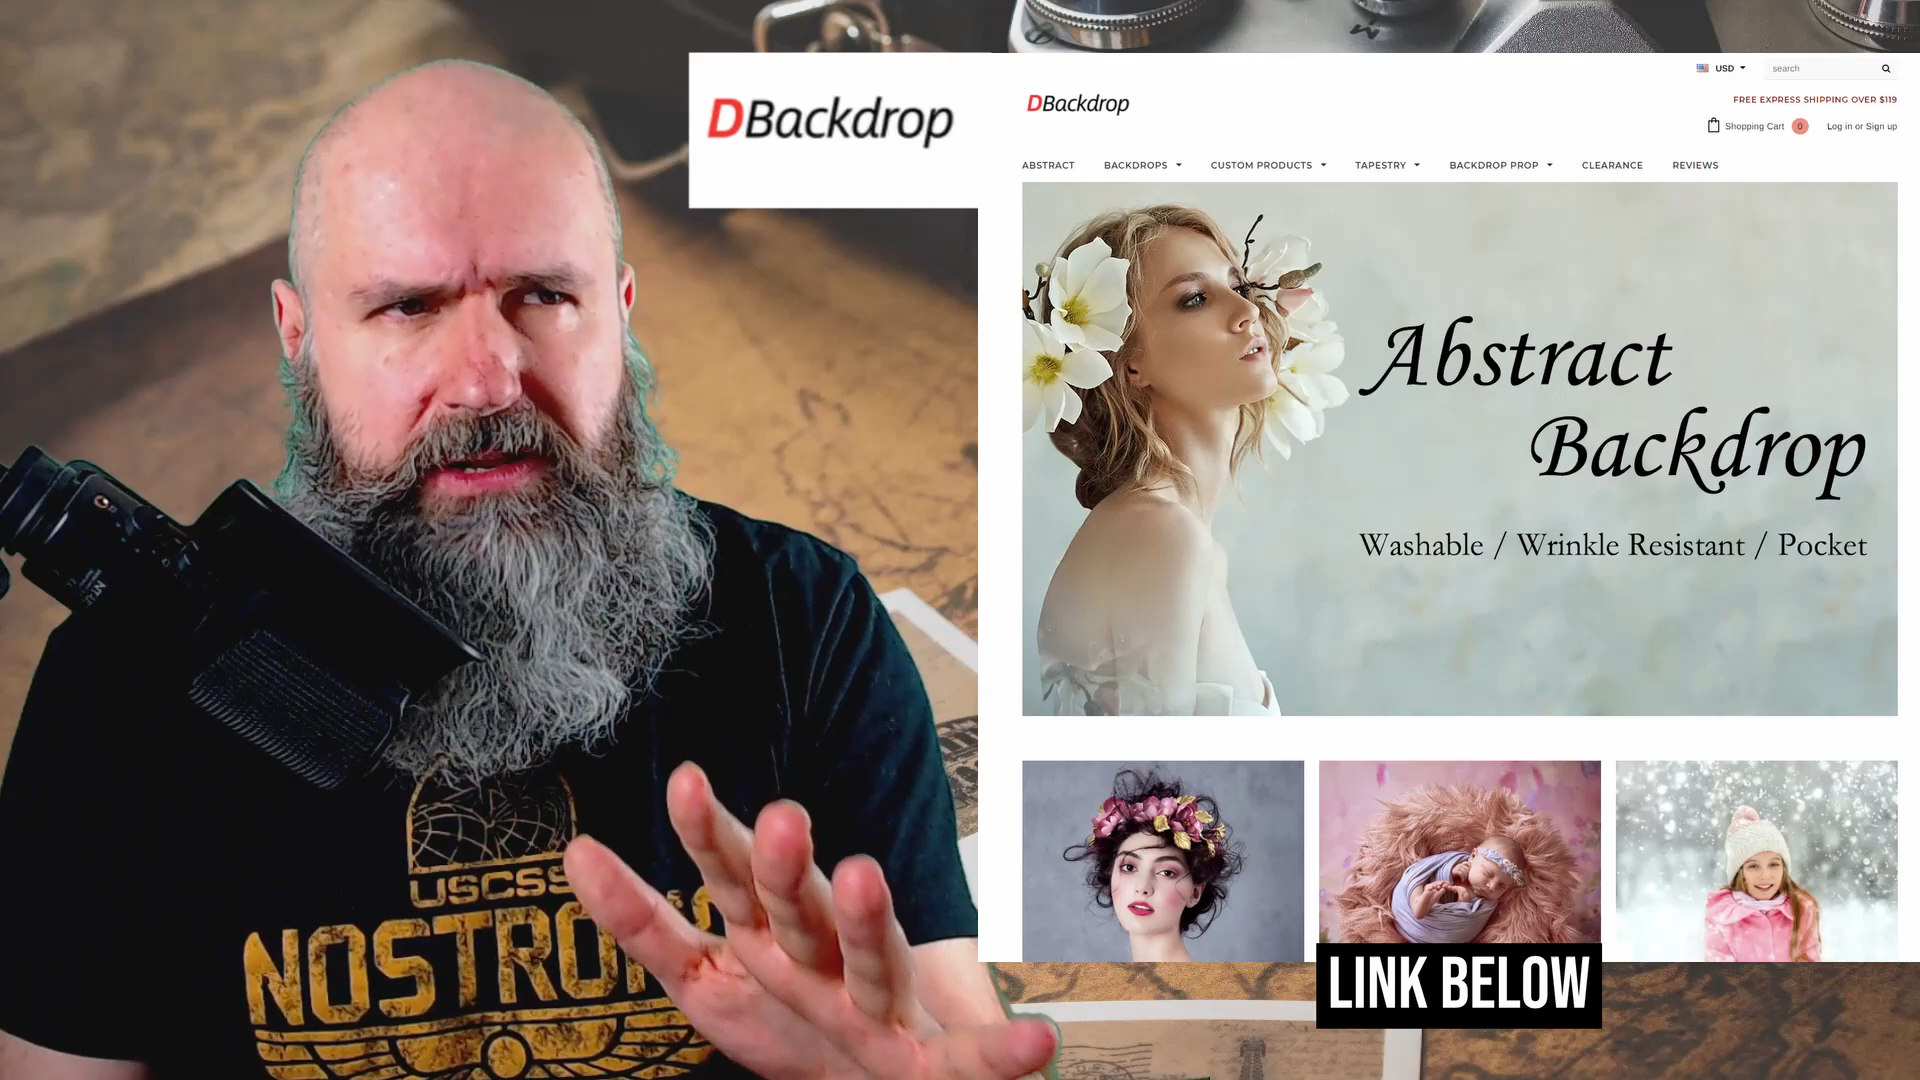 DBackdrop
DBackdrop
USD
search
FREE EXPRESS SHIPPING OVER $119
Shopping Cart 0 Log in or Sign up
ABSTRACT BACKDROPS CUSTOM PRODUCTS TAPESTRY BACKDROP PROP CLEARANCE REVIEWS
Abstract
Backdrop
Washable / Wrinkle Resistant / Pocket
USCSS
NOSTRO
LINK BELOW